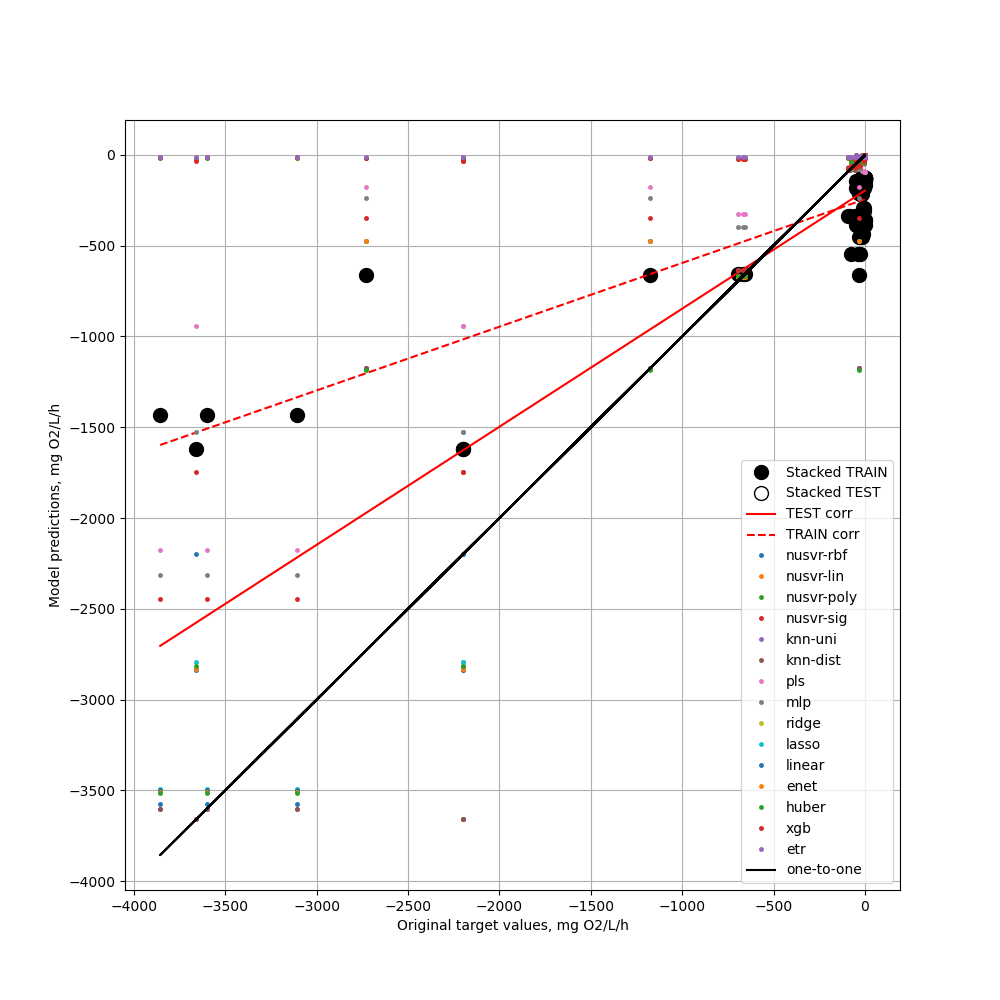 0
−500
−1000
−1500
−2000
−2500
−3000
−3500
−4000
Model predictions, mg O2/L/h
−4000 −3500 −3000 −2500 −2000 −1500 −1000 −500 0
Original target values, mg O2/L/h
Stacked TRAIN
Stacked TEST
TEST corr
TRAIN corr
nusvr-rbf
nusvr-lin
nusvr-poly
nusvr-sig
knn-uni
knn-dist
pls
mlp
ridge
lasso
linear
enet
huber
xgb
etr
one-to-one